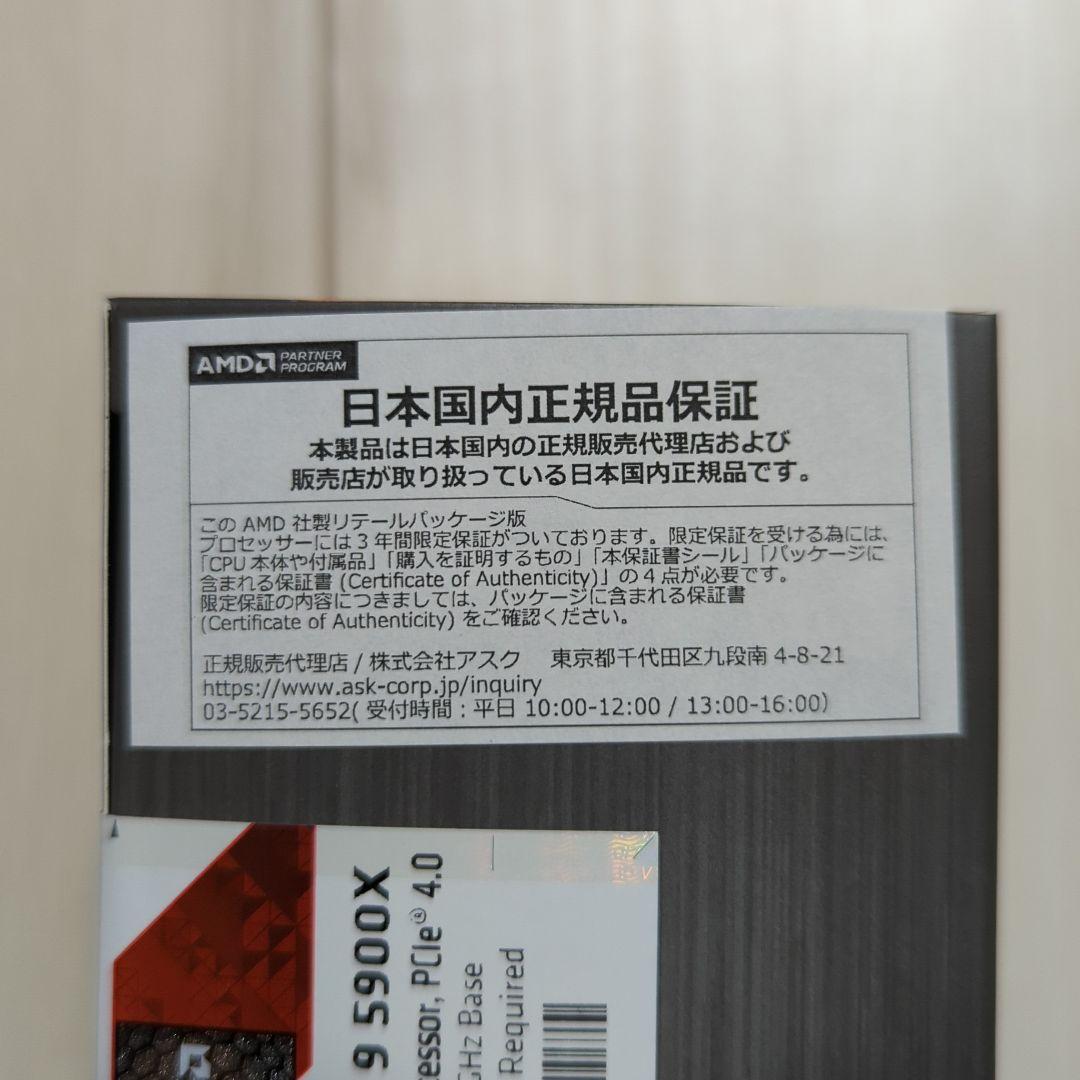 AMD PARTNER
PROGRAM
日本国内正規品保証
本製品は日本国内の正規販売代理店および
販売店が取り扱っている日本国内正規品です。
この AMD 社製リテールパッケージ版
プロセッサーには3年間限定保証がついております。限定保証を受ける為には、
「CPU本体や付属品」「購入を証明するもの」「本保証書シール」「パッケージに
含まれる保証書 (Certificate of Authenticity)」の4点が必要です。
限定保証の内容につきましては、パッケージに含まれる保証書
(Certificate of Authenticity) をご確認ください。
正規販売代理店 / 株式会社アスク 東京都千代田区九段南 4-8-21
https://www.ask-corp.jp/inquiry
03-5215-5652( 受付時間 : 平日 10:00-12:00 / 13:00-16:00)
9 5900X
cessor, PCIe® 4.0
GHz Base
Required